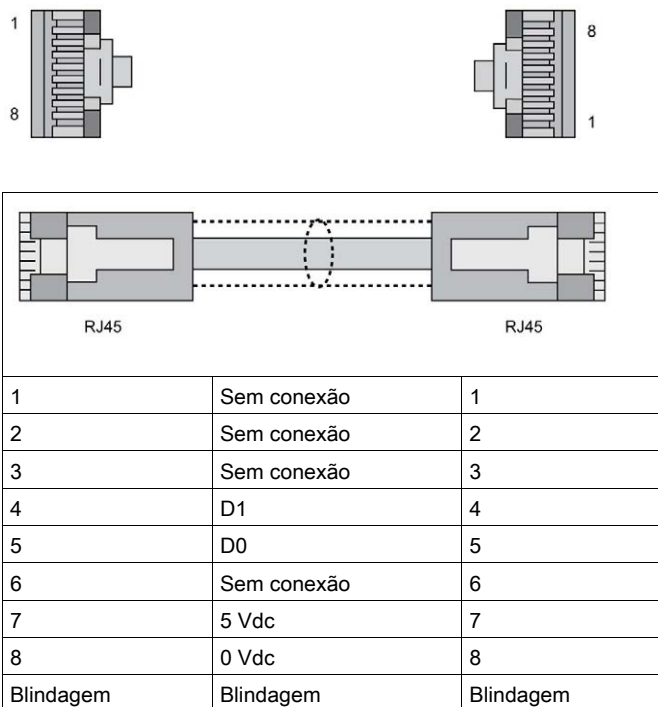 1 8
8 1
RJ45 RJ45
1 Sem conexão 1
2 Sem conexão 2
3 Sem conexão 3
4 D1 4
5 D0 5
6 Sem conexão 6
7 5 Vdc 7
8 0 Vdc 8
Blindagem Blindagem Blindagem